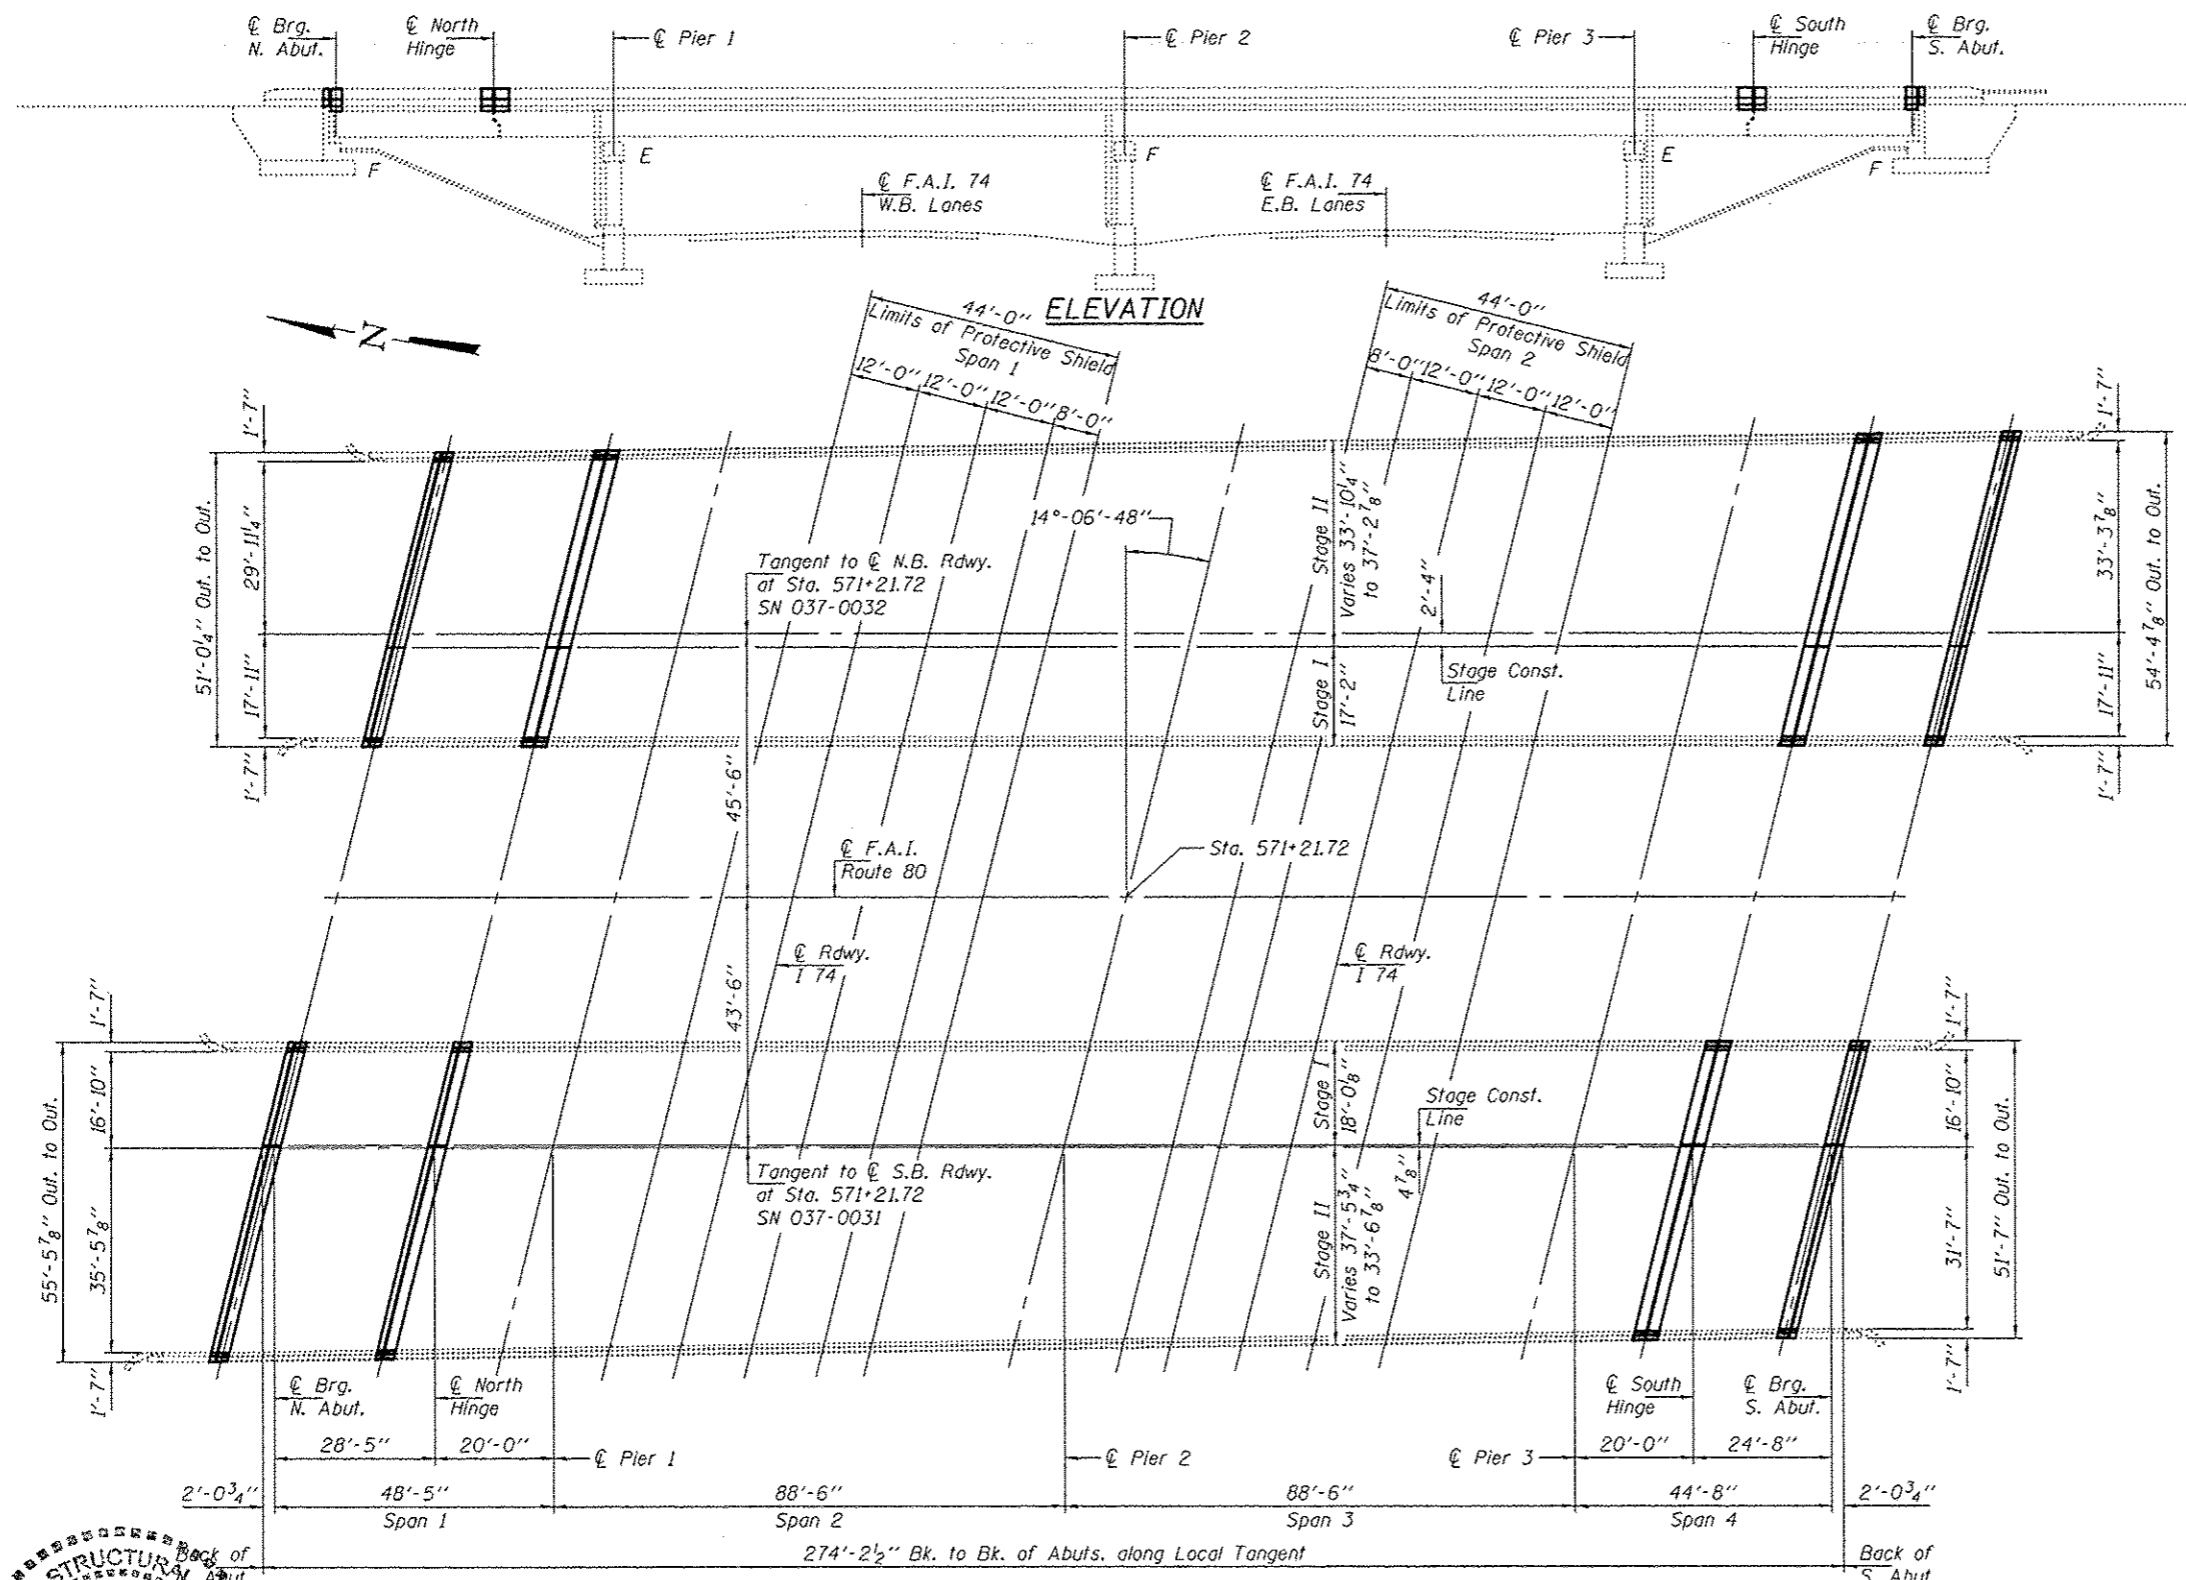 ℄ Brg.
N. Abut.
℄ North
Hinge
℄ Pier 1
℄ Pier 2
℄ Pier 3
℄ South
Hinge
℄ Brg.
S. Abut.
F
E
F
E
F
℄ F.A.I. 74
W.B. Lanes
℄ F.A.I. 74
E.B. Lanes
ELEVATION
Z
44'-0"
Limits of Protective Shield
Span 1
12'-0" 12'-0" 12'-0" 8'-0"
44'-0"
Limits of Protective Shield
Span 2
8'-0" 12'-0" 12'-0" 12'-0"
1'-7"
29'-11¼"
51'-0¼" Out. to Out.
17'-11"
1'-7"
Tangent to ℄ N.B. Rdwy.
at Sta. 571+21.72
SN 037-0032
14°-06'-48"
Stage II
Varies 33'-10¼"
to 37'-2⅞"
2'-4"
Stage I
17'-2"
Stage Const.
Line
1'-7"
33'-3⅞"
54'-4⅞" Out. to Out.
17'-11"
1'-7"
45'-6"
℄ F.A.I.
Route 80
Sta. 571+21.72
43'-6"
℄ Rdwy.
I 74
℄ Rdwy.
I 74
1'-7"
16'-10"
55'-5⅞" Out. to Out.
35'-5⅞"
1'-7"
Tangent to ℄ S.B. Rdwy.
at Sta. 571+21.72
SN 037-0031
Stage I
18'-0⅛"
Stage Const.
Line
4⅞"
Stage II
Varies 37'-5¾"
to 33'-6⅞"
1'-7"
16'-10"
31'-7"
51'-7" Out. to Out.
1'-7"
℄ Brg.
N. Abut.
℄ North
Hinge
℄ South
Hinge
℄ Brg.
S. Abut.
28'-5" 20'-0" ℄ Pier 1 ℄ Pier 2 ℄ Pier 3 20'-0" 24'-8"
2'-0¾" 48'-5" 88'-6" 88'-6" 44'-8" 2'-0¾"
Span 1 Span 2 Span 3 Span 4
274'-2½" Bk. to Bk. of Abuts. along Local Tangent
Back of
N. Abut
Back of
S. Abut
STRUCTURAL